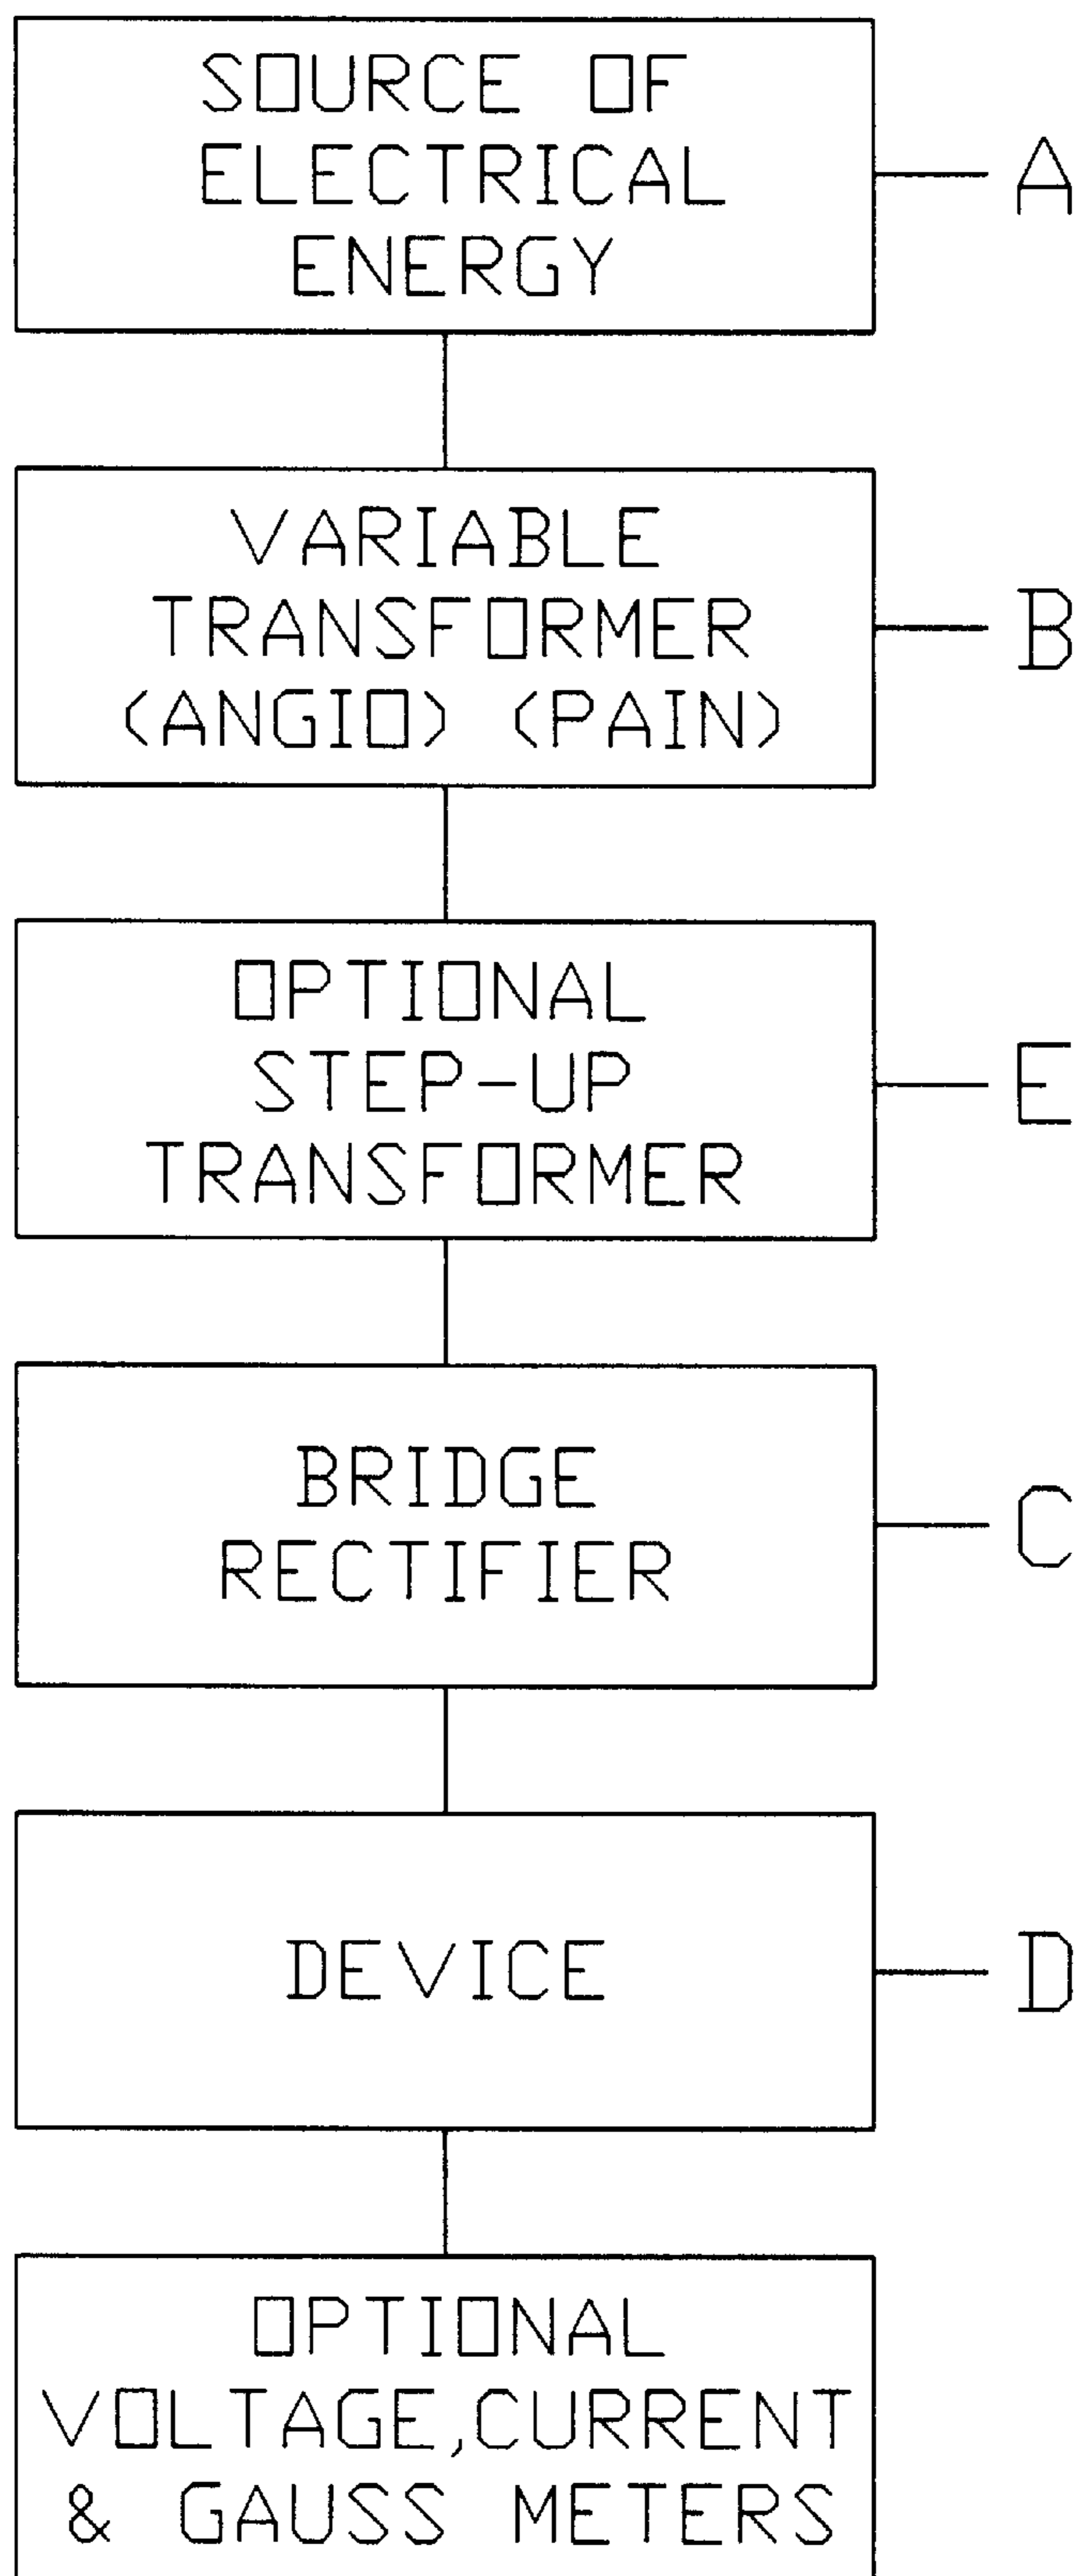 SOURCE OF
ELECTRICAL
ENERGY
A
VARIABLE
TRANSFORMER
(ANGIO) (PAIN)
B
OPTIONAL
STEP-UP
TRANSFORMER
E
BRIDGE
RECTIFIER
C
DEVICE
D
OPTIONAL
VOLTAGE,CURRENT
& GAUSS METERS